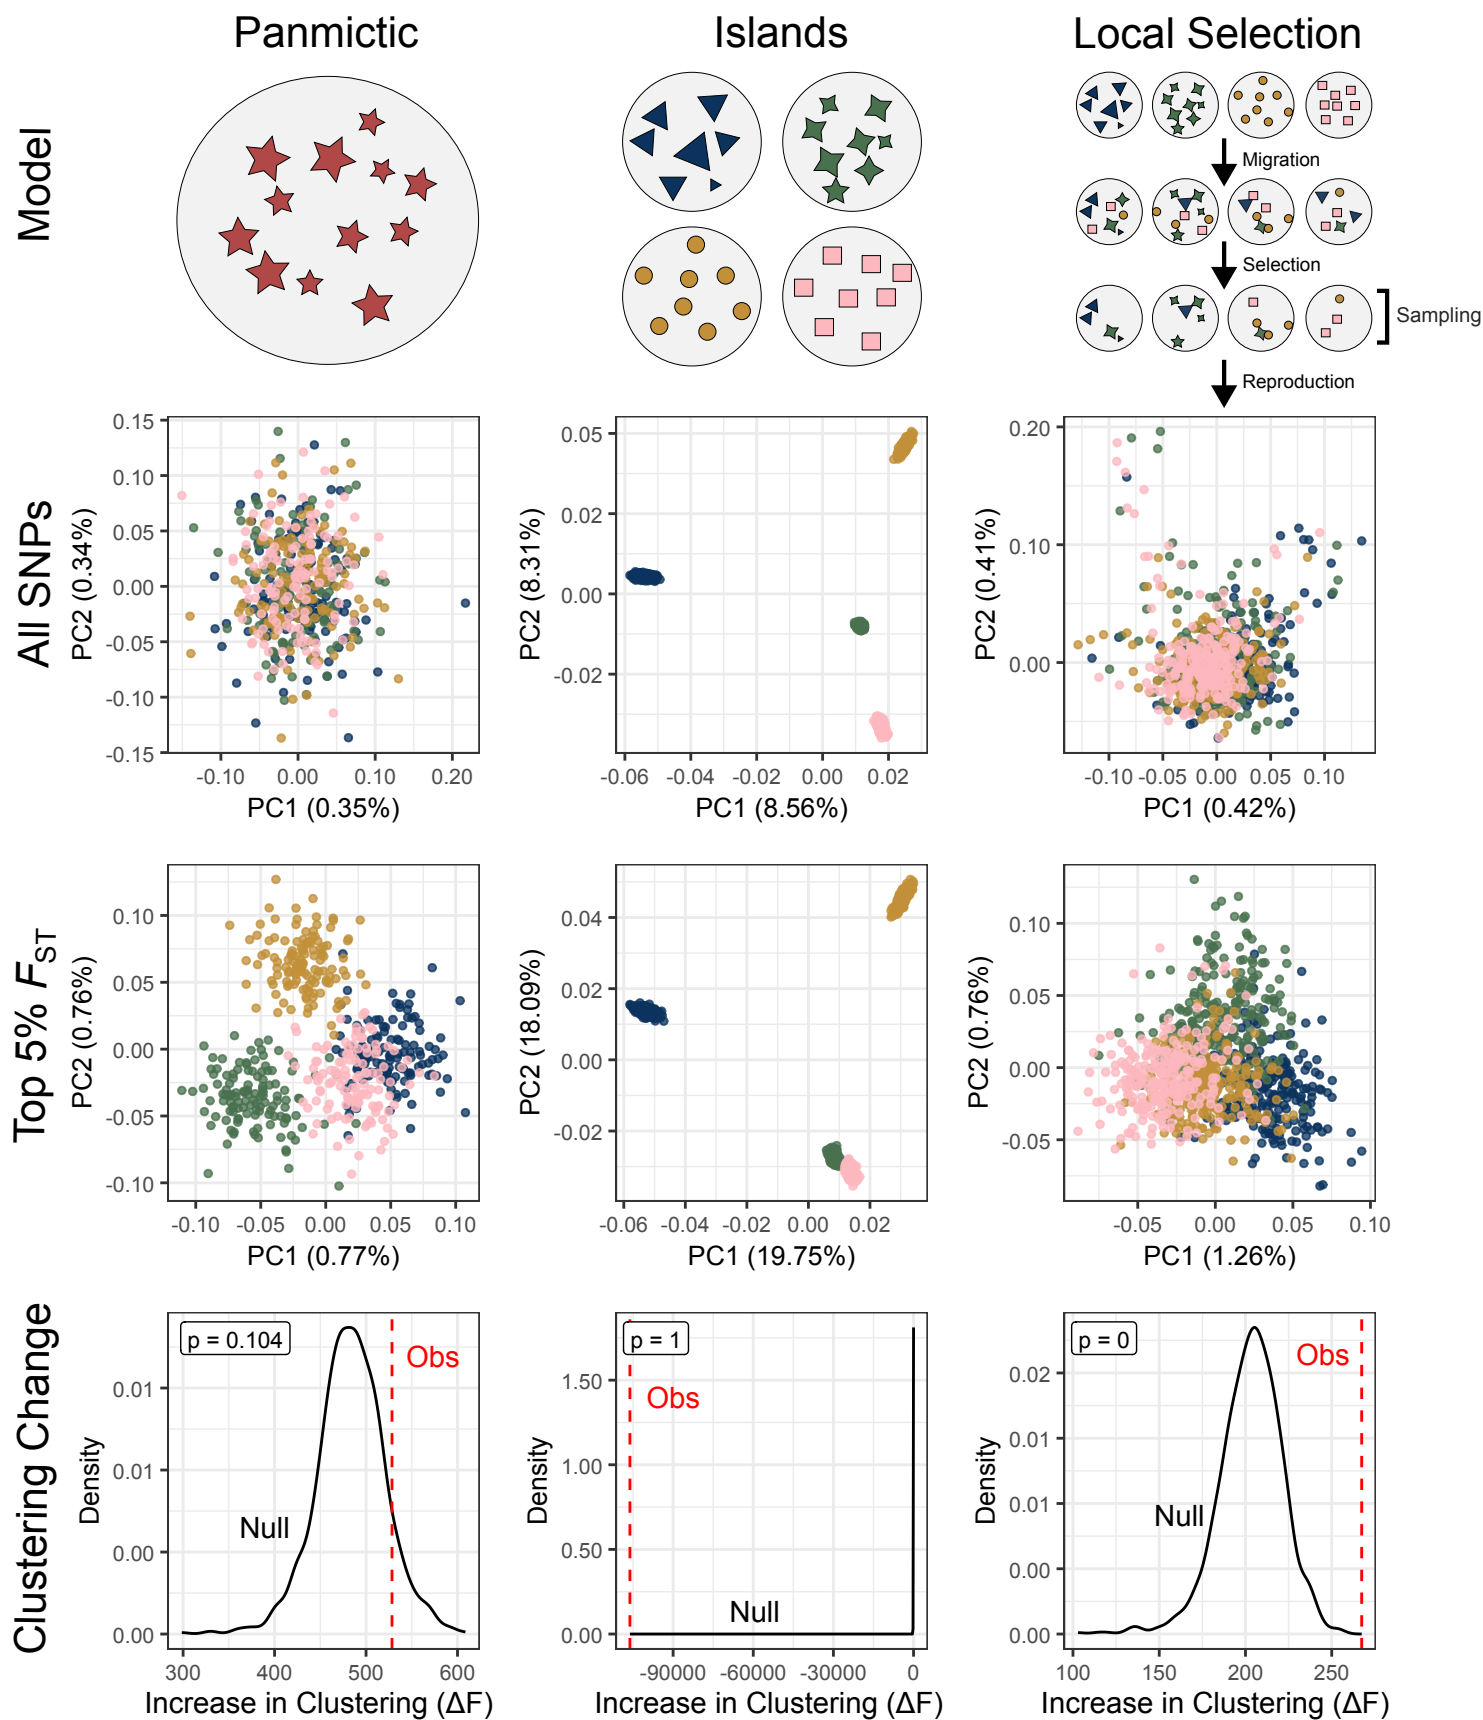 Panmictic
Islands
Local Selection
Model
Migration
Selection
Sampling
Reproduction
All SNPs
PC2 (0.34%)
0.15
0.10
0.05
0.00
-0.05
-0.10
-0.15
-0.10 0.00 0.10 0.20
PC1 (0.35%)
PC2 (8.31%)
0.05
0.02
0.00
-0.02
-0.06 -0.04 -0.02 0.00 0.02
PC1 (8.56%)
PC2 (0.41%)
0.20
0.10
0.00
-0.10 -0.05 0.00 0.05 0.10
PC1 (0.42%)
Top 5% FST
PC2 (0.76%)
0.10
0.05
0.00
-0.05
-0.10
-0.10 -0.05 0.00 0.05 0.10
PC1 (0.77%)
PC2 (18.09%)
0.04
0.02
0.00
-0.02
-0.06 -0.04 -0.02 0.00 0.02
PC1 (19.75%)
PC2 (0.76%)
0.10
0.05
0.00
-0.05
-0.05 0.00 0.05 0.10
PC1 (1.26%)
Clustering Change
Density
p = 0.104
Obs
Null
0.01
0.01
0.00
0.00
300 400 500 600
Increase in Clustering (ΔF)
Density
p = 1
Obs
Null
1.50
1.00
0.50
0.00
-90000 -60000 -30000 0
Increase in Clustering (ΔF)
Density
p = 0
Obs
Null
0.02
0.01
0.01
0.00
0.00
100 150 200 250
Increase in Clustering (ΔF)